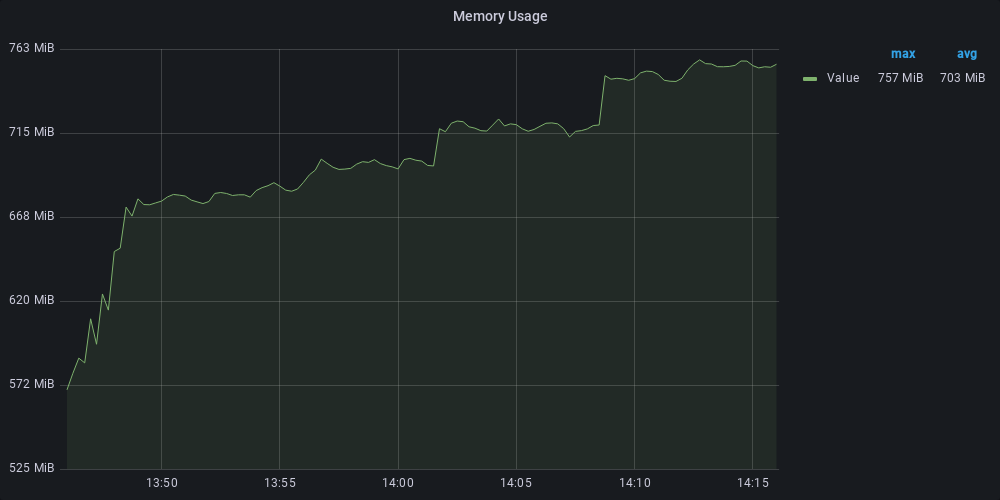 Memory Usage
763 MiB
715 MiB
668 MiB
620 MiB
572 MiB
525 MiB
13:50 13:55 14:00 14:05 14:10 14:15
max avg
Value 757 MiB 703 MiB